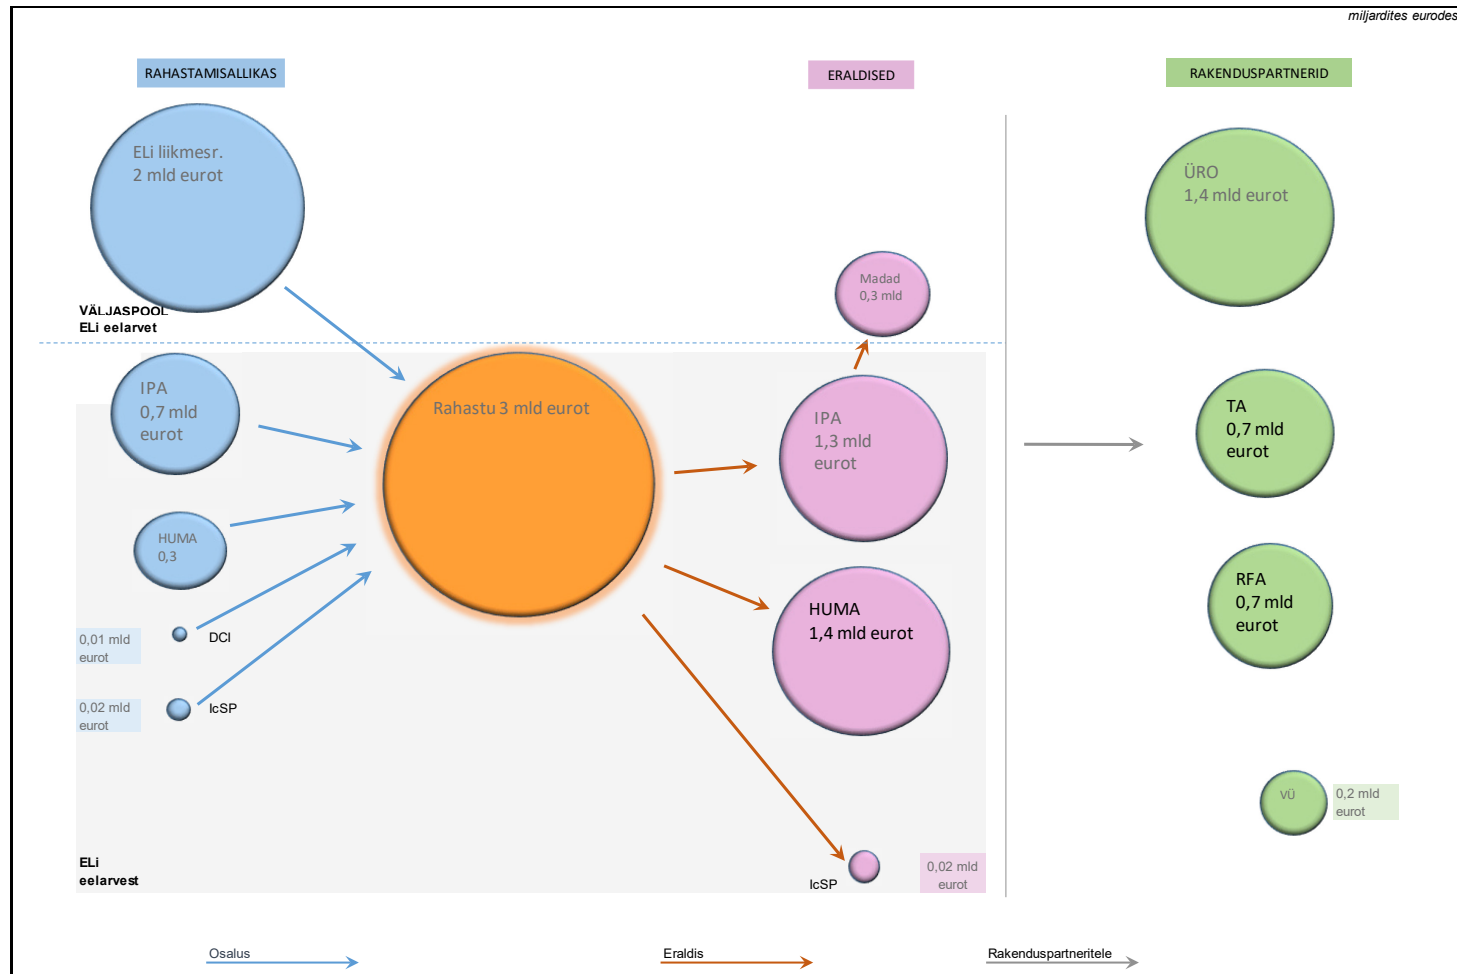 miljardites eurodes
RAHASTAMISALLIKAS
ERALDISED
RAKENDUSPARTNERID
ELi liikmesr.
2 mld eurot
VÄLJASPOOL
ELi eelarvet
IPA
0,7 mld
eurot
HUMA
0,3
0,01 mld
eurot
DCI
0,02 mld
eurot
IcSP
ELi
eelarvest
Rahastu 3 mld eurot
Madad
0,3 mld
IPA
1,3 mld
eurot
HUMA
1,4 mld eurot
IcSP
0,02 mld
eurot
ÜRO
1,4 mld eurot
TA
0,7 mld
eurot
RFA
0,7 mld
eurot
VÜ
0,2 mld
eurot
Osalus
Eraldis
Rakenduspartneritele